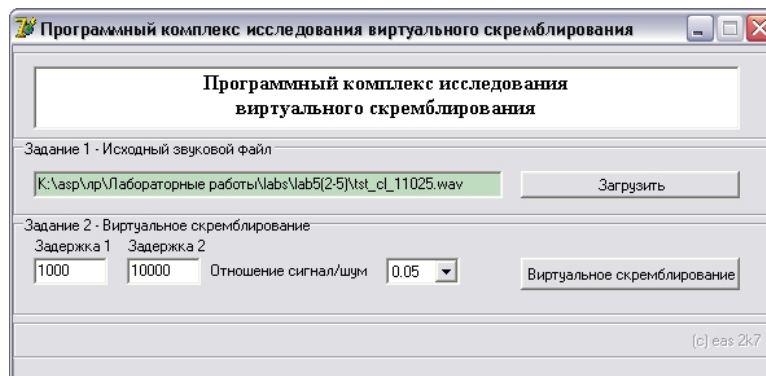 Программный комплекс исследования виртуального скремблирования
Программный комплекс исследования
виртуального скремблирования
Задание 1 - Исходный звуковой файл
K:\asp\лр\Лабораторные работы\labs\lab5(2-5)\tst_cl_11025.wav
Загрузить
Задание 2 - Виртуальное скремблирование
Задержка 1 Задержка 2
1000 10000 Отношение сигнал/шум 0.05 Виртуальное скремблирование
(c) eas 2k7